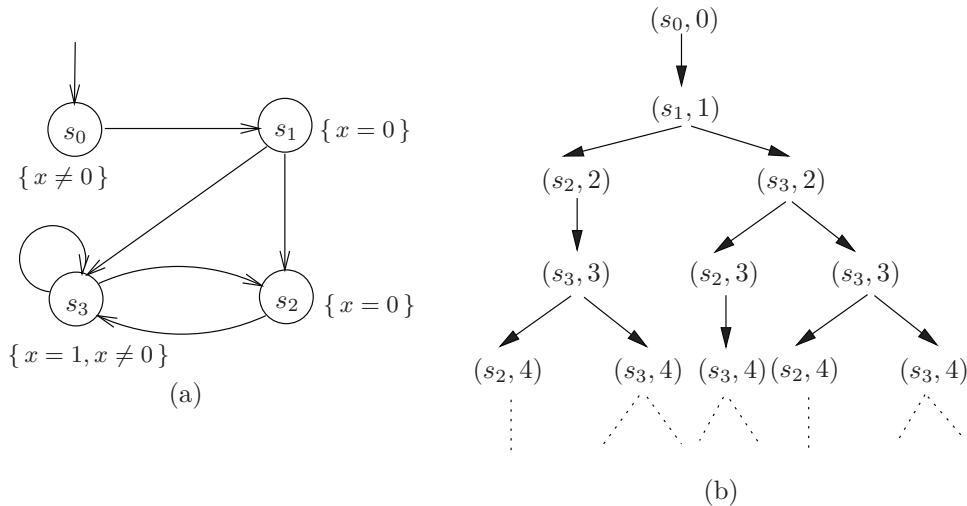 s₀
{ x ≠ 0 }
s₁
{ x = 0 }
s₃
{ x = 1, x ≠ 0 }
s₂
{ x = 0 }
(a)
(s₀, 0)
(s₁, 1)
(s₂, 2) (s₃, 2)
(s₃, 3) (s₂, 3) (s₃, 3)
(s₂, 4) (s₃, 4) (s₃, 4) (s₂, 4) (s₃, 4)
(b)